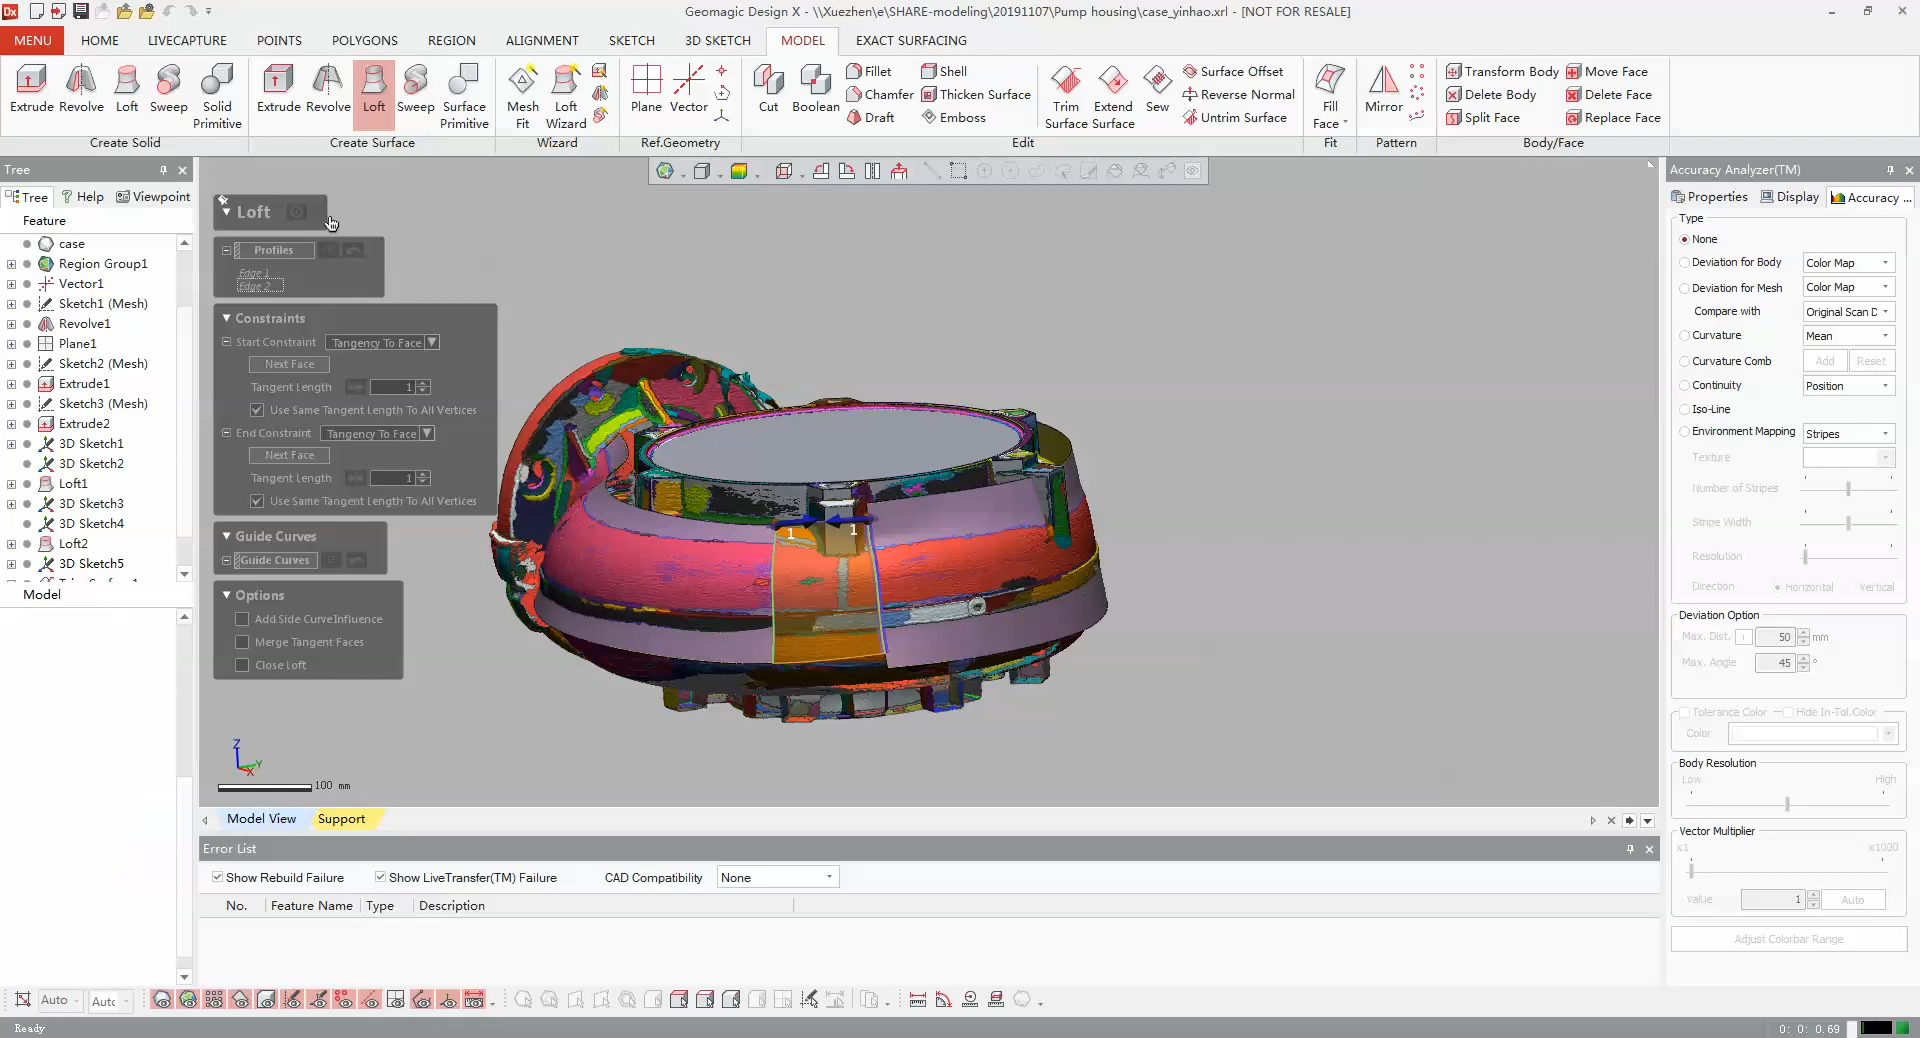 Dx
Geomagic Design X - \\Xuezhen\e\SHARE-modeling\20191107\Pump housing\case_yinhao.xrl - [NOT FOR RESALE]
MENU HOME LIVECAPTURE POINTS POLYGONS REGION ALIGNMENT SKETCH 3D SKETCH MODEL EXACT SURFACING
Extrude Revolve Loft Sweep Solid Primitive
Create Solid
Extrude Revolve Loft Sweep Surface Primitive
Create Surface
Mesh Fit Loft Wizard
Wizard
Plane Vector
Ref.Geometry
Cut Boolean
Fillet
Chamfer
Draft
Shell
Thicken Surface
Emboss
Trim Surface Extend Surface Sew
Surface Offset
Reverse Normal
Untrim Surface
Edit
Fill Face
Fit
Mirror
Pattern
Transform Body Move Face
Delete Body Delete Face
Split Face Replace Face
Body/Face
Tree
Tree Help Viewpoint
Feature
case
Region Group1
Vector1
Sketch1 (Mesh)
Revolve1
Plane1
Sketch2 (Mesh)
Extrude1
Sketch3 (Mesh)
Extrude2
3D Sketch1
3D Sketch2
Loft1
3D Sketch3
3D Sketch4
Loft2
3D Sketch5
Model
Loft
Profiles
Edge 1
Edge 2
Constraints
Start Constraint Tangency To Face
Next Face
Tangent Length 1
Use Same Tangent Length To All Vertices
End Constraint Tangency To Face
Next Face
Tangent Length 1
Use Same Tangent Length To All Vertices
Guide Curves
Guide Curves
Options
Add Side Curve Influence
Merge Tangent Faces
Close Loft
1 1
Z
Y
X
100 mm
Model View Support
Error List
Show Rebuild Failure Show LiveTransfer(TM) Failure CAD Compatibility None
No. Feature Name Type Description
Accuracy Analyzer(TM)
Properties Display Accuracy ...
Type
None
Deviation for Body Color Map
Deviation for Mesh Color Map
Compare with Original Scan D
Curvature Mean
Curvature Comb Add Reset
Continuity Position
Iso-Line
Environment Mapping Stripes
Texture
Number of Stripes
Stripe Width
Resolution
Direction Horizontal Vertical
Deviation Option
Max. Dist. 50 mm
Max. Angle 45 °
Tolerance Color Hide In-Tol.Color
Color
Body Resolution
Low High
Vector Multiplier
x1 x1000
Value 1 Auto
Adjust Colorbar Range
Auto Auto
Ready
0: 0: 0.69